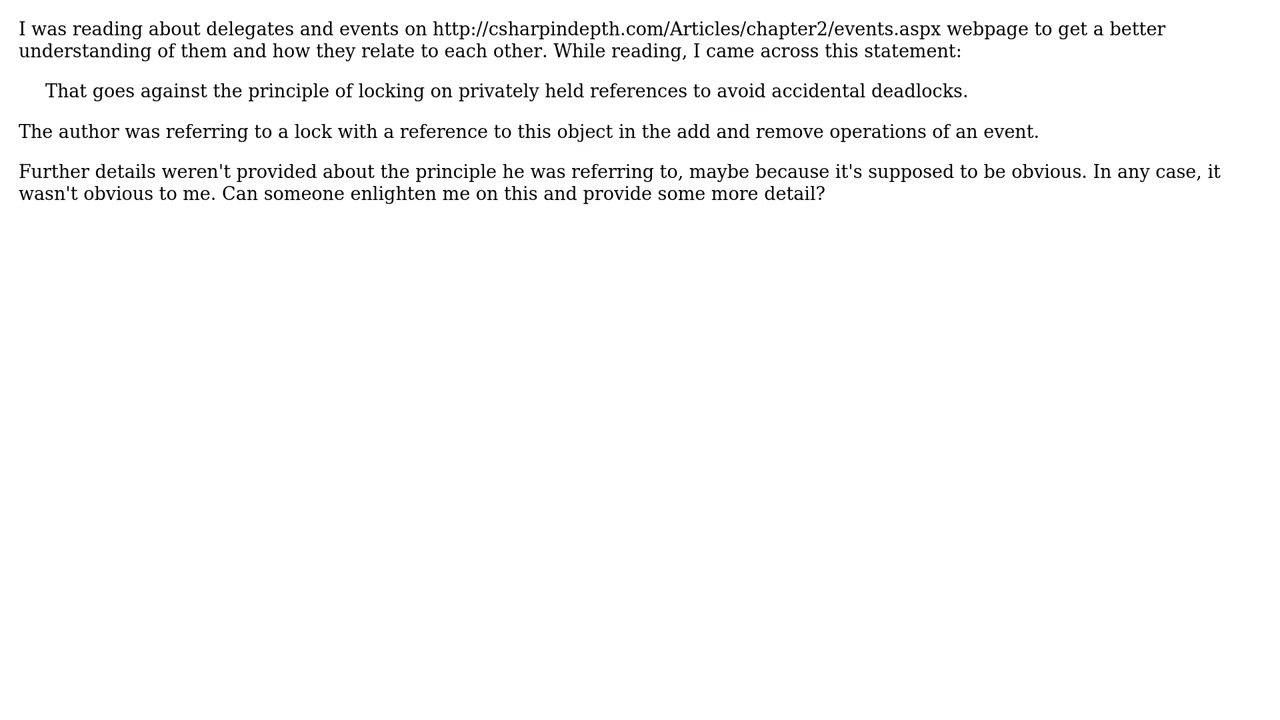 I was reading about delegates and events on http://csharpindepth.com/Articles/chapter2/events.aspx webpage to get a better
understanding of them and how they relate to each other. While reading, I came across this statement:
That goes against the principle of locking on privately held references to avoid accidental deadlocks.
The author was referring to a lock with a reference to this object in the add and remove operations of an event.
Further details weren't provided about the principle he was referring to, maybe because it's supposed to be obvious. In any case, it
wasn't obvious to me. Can someone enlighten me on this and provide some more detail?